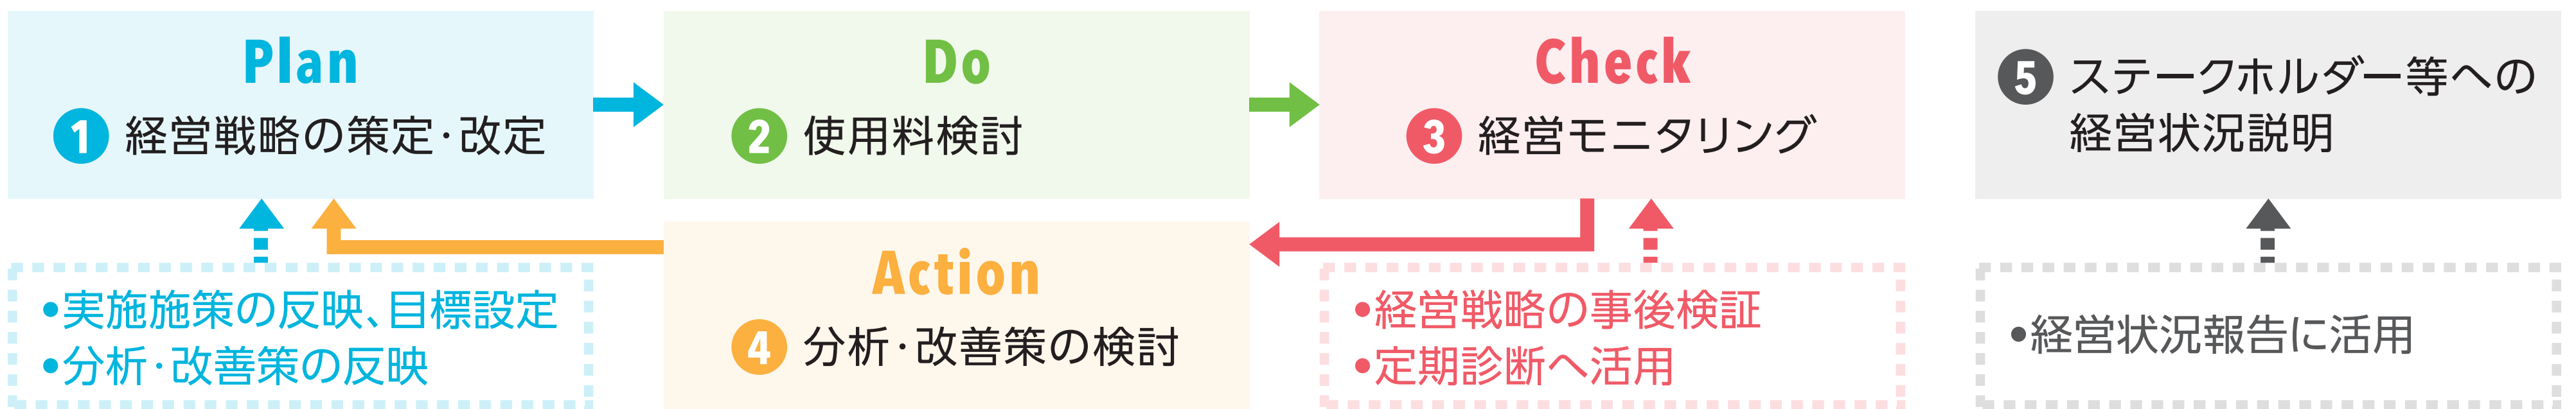 Plan
❶ 経営戦略の策定・改定
Do
❷ 使用料検討
Check
❸ 経営モニタリング
❺ ステークホルダー等への
経営状況説明
Action
❹ 分析・改善策の検討
•実施施策の反映、目標設定
•分析・改善策の反映
•経営戦略の事後検証
•定期診断へ活用
•経営状況報告に活用